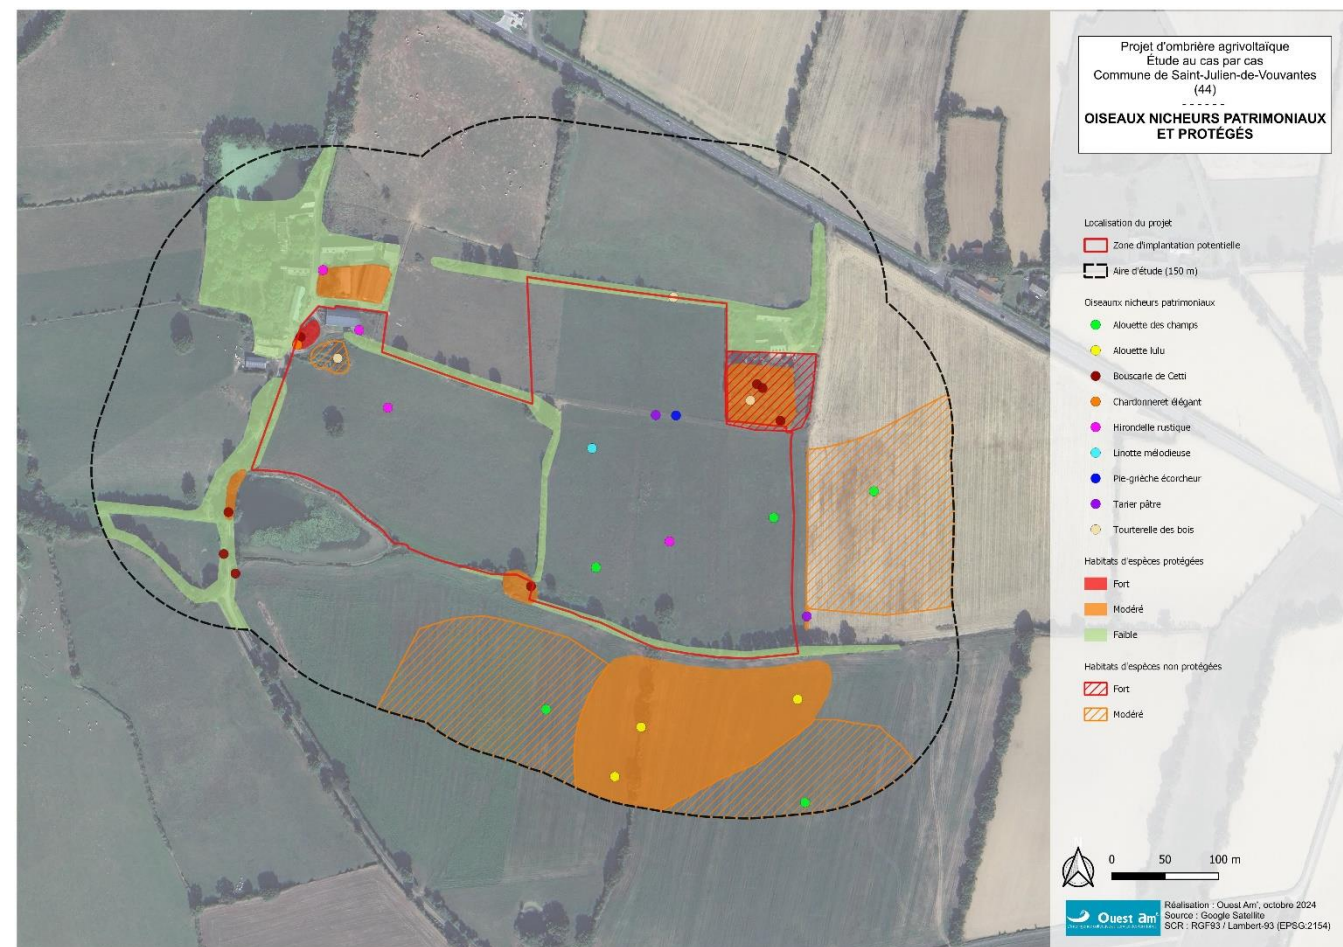 Projet d'ombrière agrivoltaïque
Étude au cas par cas
Commune de Saint-Julien-de-Vouvantes
(44)
- - - - - -
OISEAUX NICHEURS PATRIMONIAUX
ET PROTÉGÉS
Localisation du projet
Zone d'implantation potentielle
Aire d'étude (150 m)
Oiseaunx nicheurs patrimoniaux
Alouette des champs
Alouette lulu
Bouscarle de Cetti
Chardonneret élégant
Hirondelle rustique
Linotte mélodieuse
Pie-grièche écorcheur
Tarier pâtre
Tourterelle des bois
Habitats d'espèces protégées
Fort
Modéré
Faible
Habitats d'espèces non protégées
Fort
Modéré
0 50 100 m
Ouest am'
Réalisation : Ouest Am', octobre 2024
Source : Google Satellite
SCR : RGF93 / Lambert-93 (EPSG:2154)